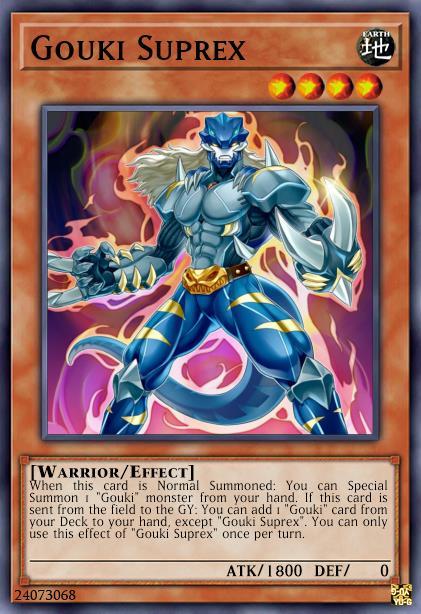 GOUKI SUPREX
EARTH
地
[WARRIOR/EFFECT]
When this card is Normal Summoned: You can Special
Summon 1 "Gouki" monster from your hand. If this card is
sent from the field to the GY: You can add 1 "Gouki" card from
your Deck to your hand, except "Gouki Suprex". You can only
use this effect of "Gouki Suprex" once per turn.
ATK/1800 DEF/ 0
24073068